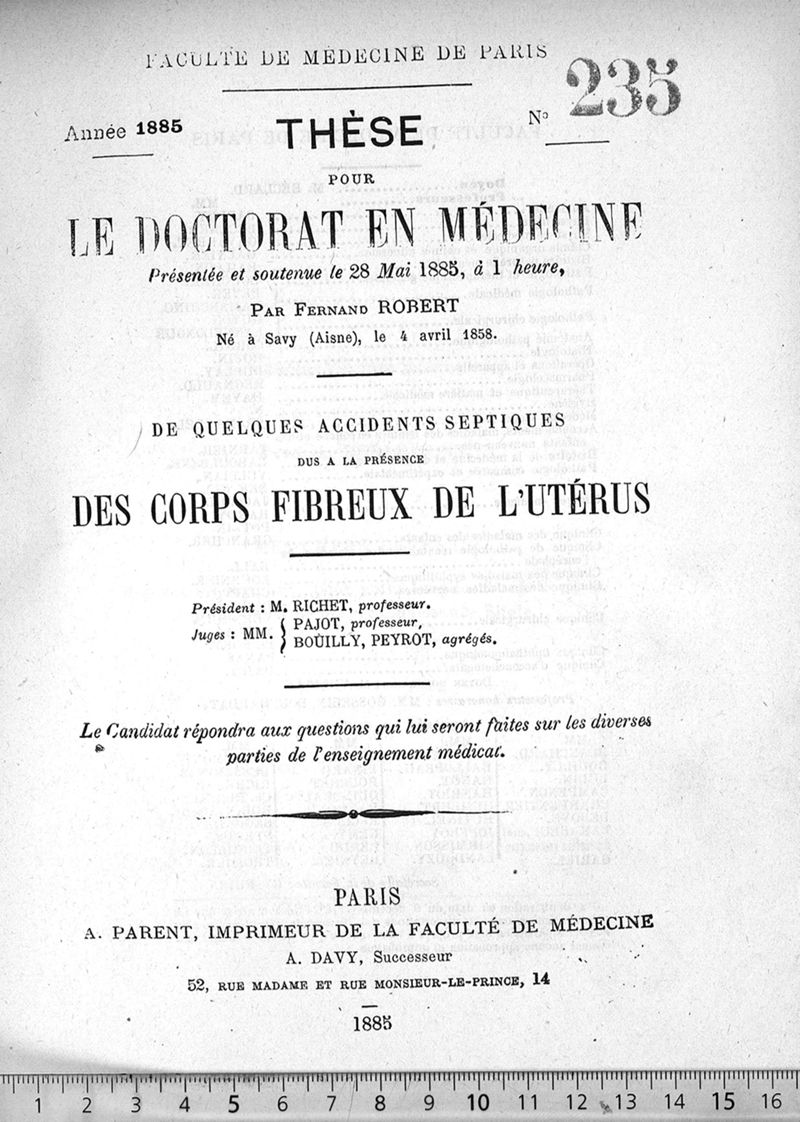 FACULTÉ DE MÉDECINE DE PARIS
Année 1885
THÈSE
N° 235
POUR
LE DOCTORAT EN MÉDECINE
Présentée et soutenue le 28 Mai 1885, à 1 heure,
PAR FERNAND ROBERT
Né à Savy (Aisne), le 4 avril 1858.
DE QUELQUES ACCIDENTS SEPTIQUES
DUS A LA PRÉSENCE
DES CORPS FIBREUX DE L'UTÉRUS
Président : M. RICHET, professeur.
Juges : MM. { PAJOT, professeur,
BOUILLY, PEYROT, agrégés.
Le Candidat répondra aux questions qui lui seront faites sur les diverses
parties de l'enseignement médical.
PARIS
A. PARENT, IMPRIMEUR DE LA FACULTÉ DE MÉDECINE
A. DAVY, Successeur
52, RUE MADAME ET RUE MONSIEUR-LE-PRINCE, 14
1885
1 2 3 4 5 6 7 8 9 10 11 12 13 14 15 16